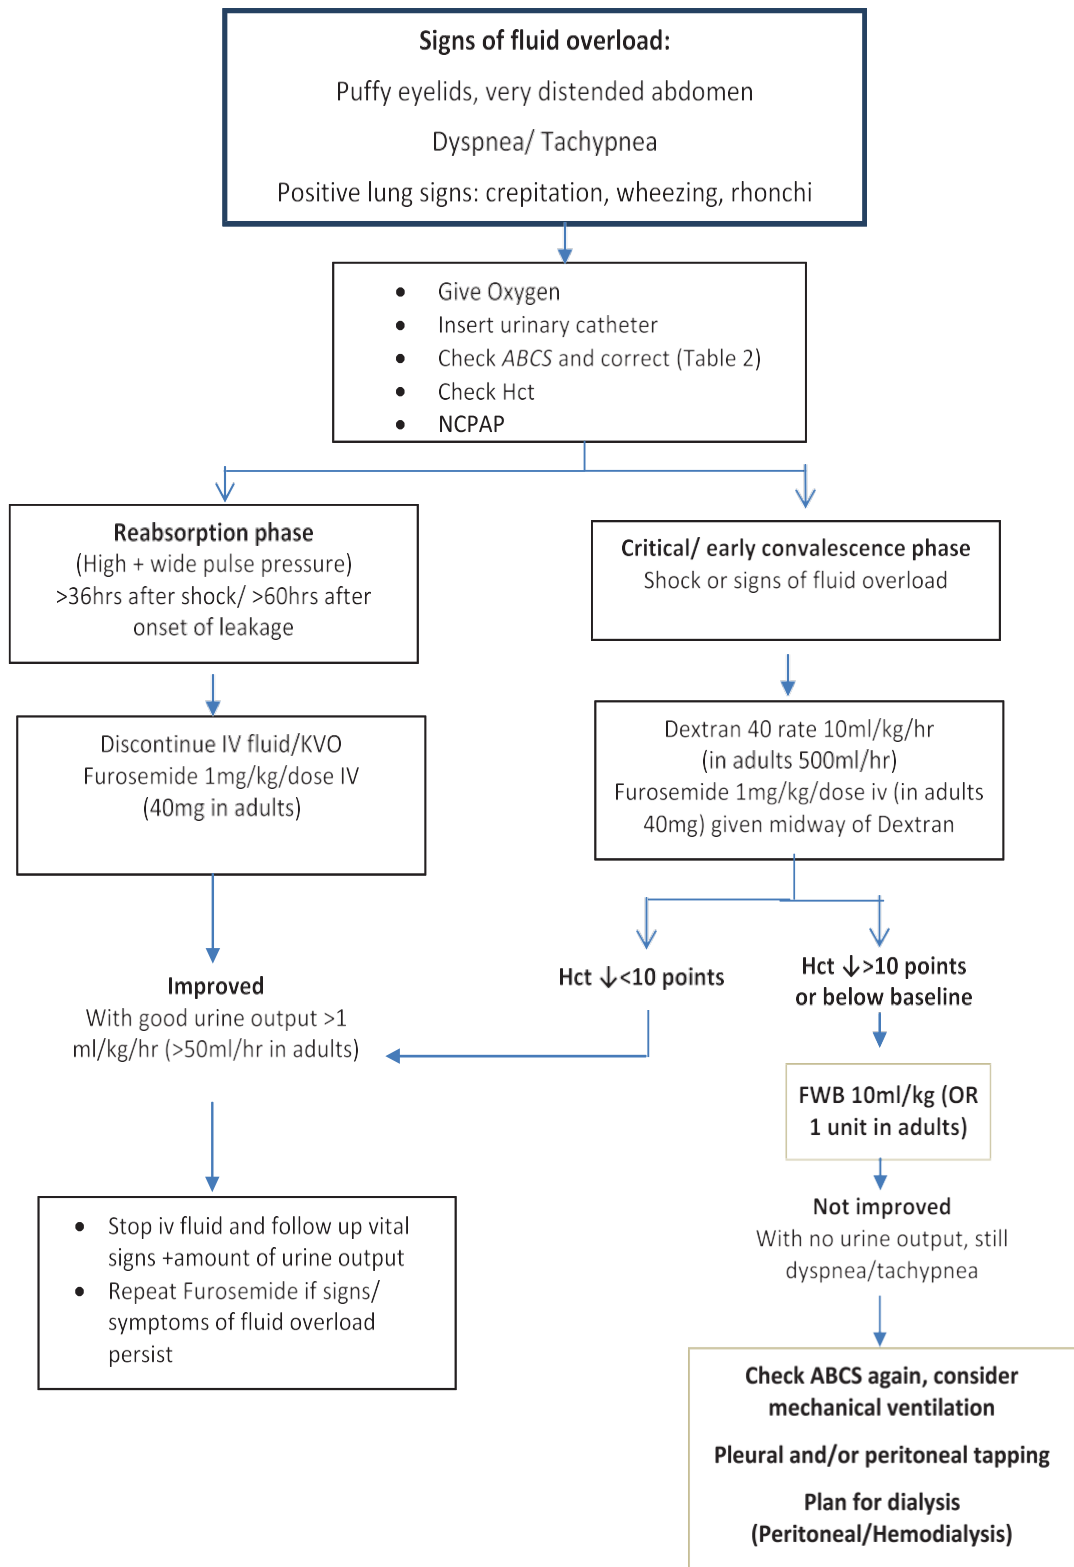 Signs of fluid overload:
Puffy eyelids, very distended abdomen
Dyspnea/ Tachypnea
Positive lung signs: crepitation, wheezing, rhonchi
• Give Oxygen
• Insert urinary catheter
• Check ABCS and correct (Table 2)
• Check Hct
• NCPAP
Reabsorption phase
(High + wide pulse pressure)
>36hrs after shock/ >60hrs after
onset of leakage
Critical/ early convalescence phase
Shock or signs of fluid overload
Discontinue IV fluid/KVO
Furosemide 1mg/kg/dose IV
(40mg in adults)
Dextran 40 rate 10ml/kg/hr
(in adults 500ml/hr)
Furosemide 1mg/kg/dose iv (in adults
40mg) given midway of Dextran
Improved
With good urine output >1
ml/kg/hr (>50ml/hr in adults)
Hct ↓<10 points
Hct ↓>10 points
or below baseline
FWB 10ml/kg (OR
1 unit in adults)
Not improved
With no urine output, still
dyspnea/tachypnea
• Stop iv fluid and follow up vital
signs +amount of urine output
• Repeat Furosemide if signs/
symptoms of fluid overload
persist
Check ABCS again, consider
mechanical ventilation
Pleural and/or peritoneal tapping
Plan for dialysis
(Peritoneal/Hemodialysis)